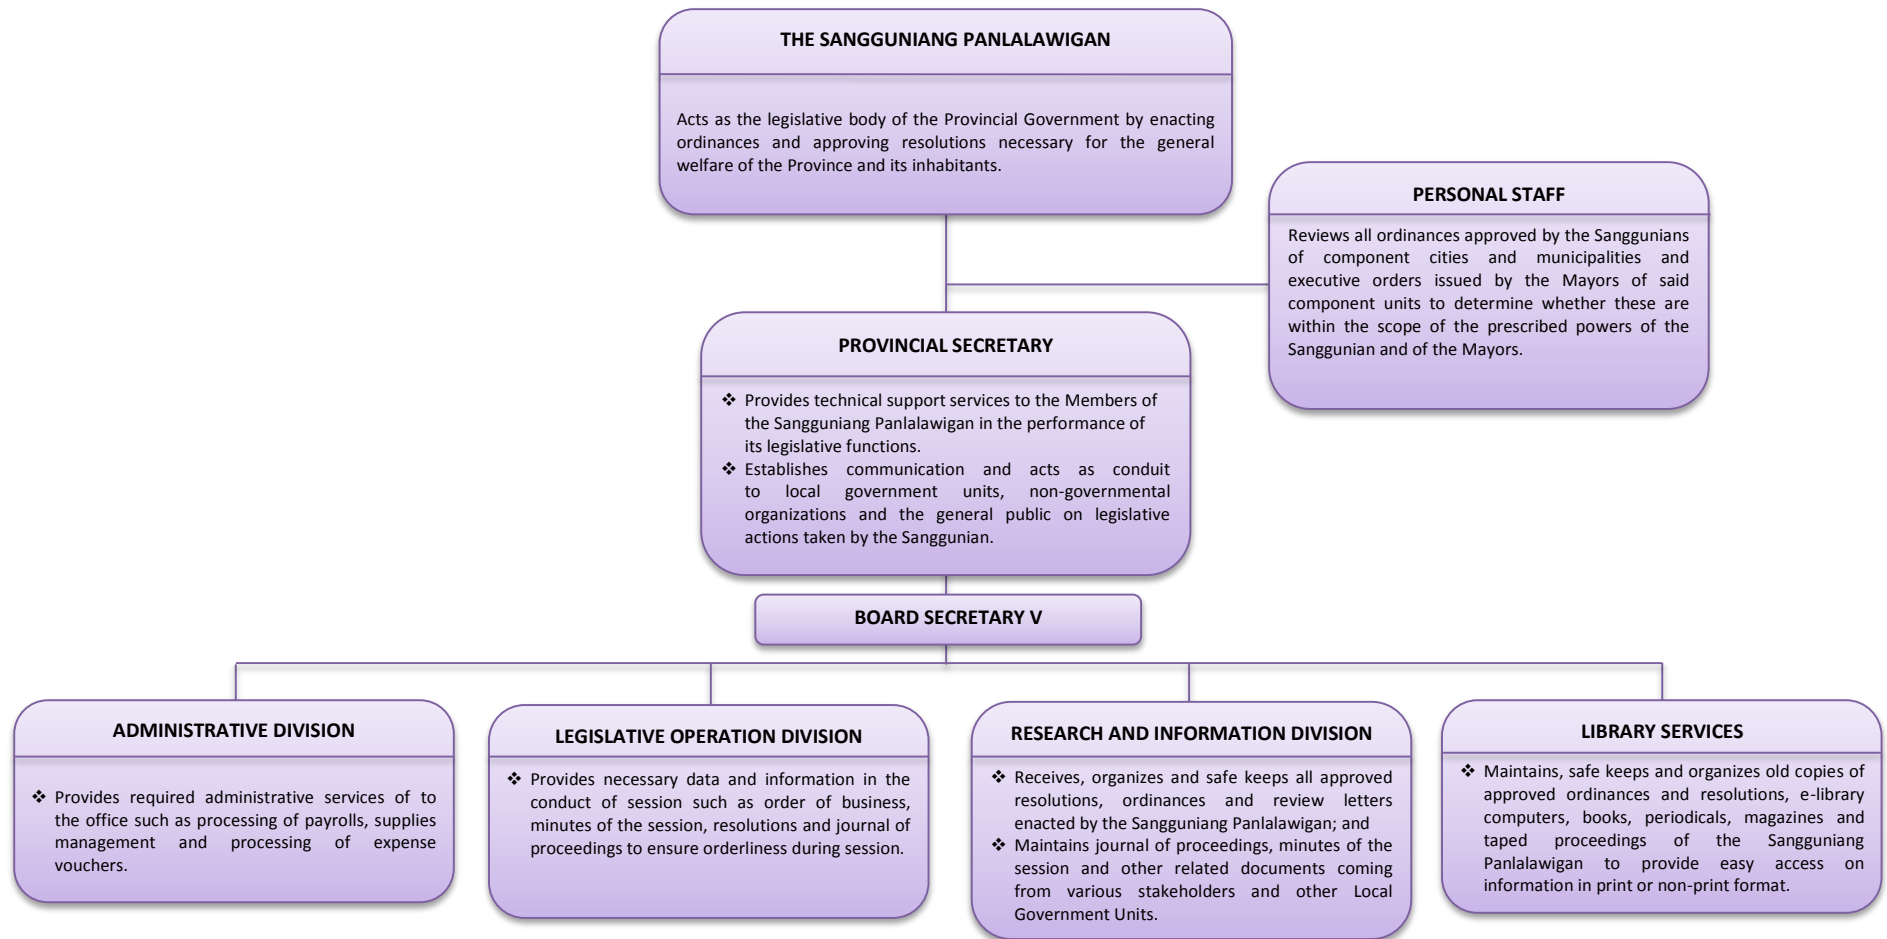 THE SANGGUNIANG PANLALAWIGAN
Acts as the legislative body of the Provincial Government by enacting
ordinances and approving resolutions necessary for the general
welfare of the Province and its inhabitants.
PERSONAL STAFF
Reviews all ordinances approved by the Sanggunians
of component cities and municipalities and
executive orders issued by the Mayors of said
component units to determine whether these are
within the scope of the prescribed powers of the
Sanggunian and of the Mayors.
PROVINCIAL SECRETARY
❖ Provides technical support services to the Members of
the Sangguniang Panlalawigan in the performance of
its legislative functions.
❖ Establishes communication and acts as conduit
to local government units, non-governmental
organizations and the general public on legislative
actions taken by the Sanggunian.
BOARD SECRETARY V
ADMINISTRATIVE DIVISION
❖ Provides required administrative services of to
the office such as processing of payrolls, supplies
management and processing of expense
vouchers.
LEGISLATIVE OPERATION DIVISION
❖ Provides necessary data and information in the
conduct of session such as order of business,
minutes of the session, resolutions and journal of
proceedings to ensure orderliness during session.
RESEARCH AND INFORMATION DIVISION
❖ Receives, organizes and safe keeps all approved
resolutions, ordinances and review letters
enacted by the Sangguniang Panlalawigan; and
❖ Maintains journal of proceedings, minutes of the
session and other related documents coming
from various stakeholders and other Local
Government Units.
LIBRARY SERVICES
❖ Maintains, safe keeps and organizes old copies of
approved ordinances and resolutions, e-library
computers, books, periodicals, magazines and
taped proceedings of the Sangguniang
Panlalawigan to provide easy access on
information in print or non-print format.